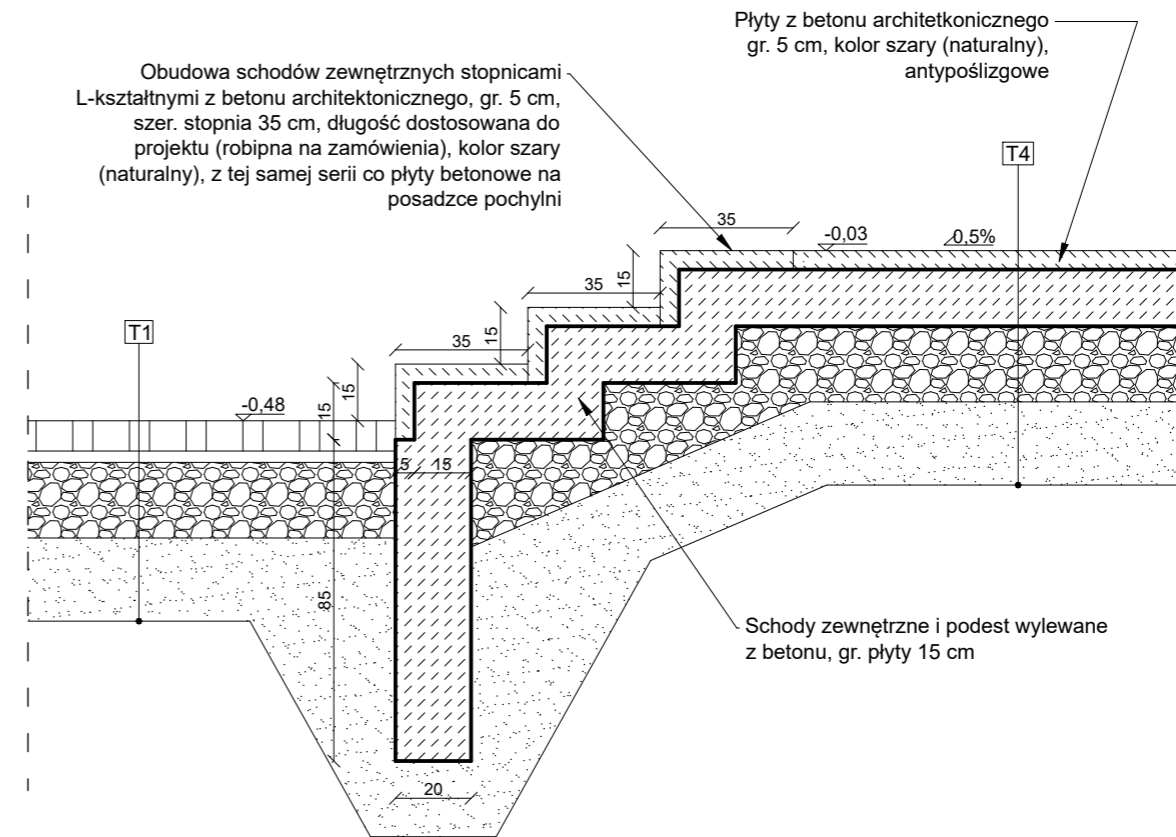 Płyty z betonu architetkonicznego
gr. 5 cm, kolor szary (naturalny),
antypoślizgowe
Obudowa schodów zewnętrznych stopnicami
L-kształtnymi z betonu architektonicznego, gr. 5 cm,
szer. stopnia 35 cm, długość dostosowana do
projektu (robipna na zamówienia), kolor szary
(naturalny), z tej samej serii co płyty betonowe na
posadzce pochylni
T4
35
-0,03
0,5%
15
35
15
35
T1
15
15
-0,48
5
15
85
20
Schody zewnętrzne i podest wylewane
z betonu, gr. płyty 15 cm